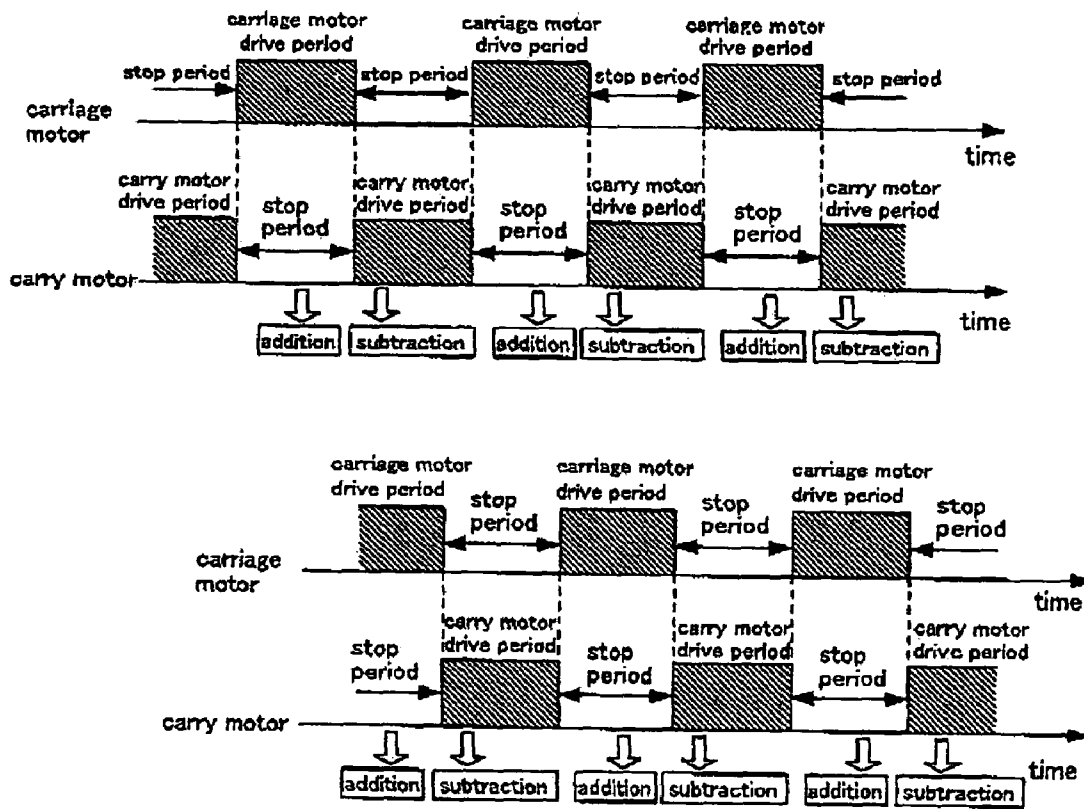 carriage motor
drive period
carriage motor
drive period
carriage motor
drive period
stop period
stop period
stop period
stop period
carriage
motor
time
carry motor
drive period
stop
period
carry motor
drive period
stop
period
carry motor
drive period
stop
period
carry motor
drive period
carry motor
time
addition
subtraction
addition
subtraction
addition
subtraction
carriage motor
drive period
stop
period
carriage motor
drive period
stop
period
carriage motor
drive period
stop
period
carriage
motor
time
stop
period
carry motor
drive period
stop
period
carry motor
drive period
stop
period
carry motor
drive period
carry motor
time
addition
subtraction
addition
subtraction
addition
subtraction